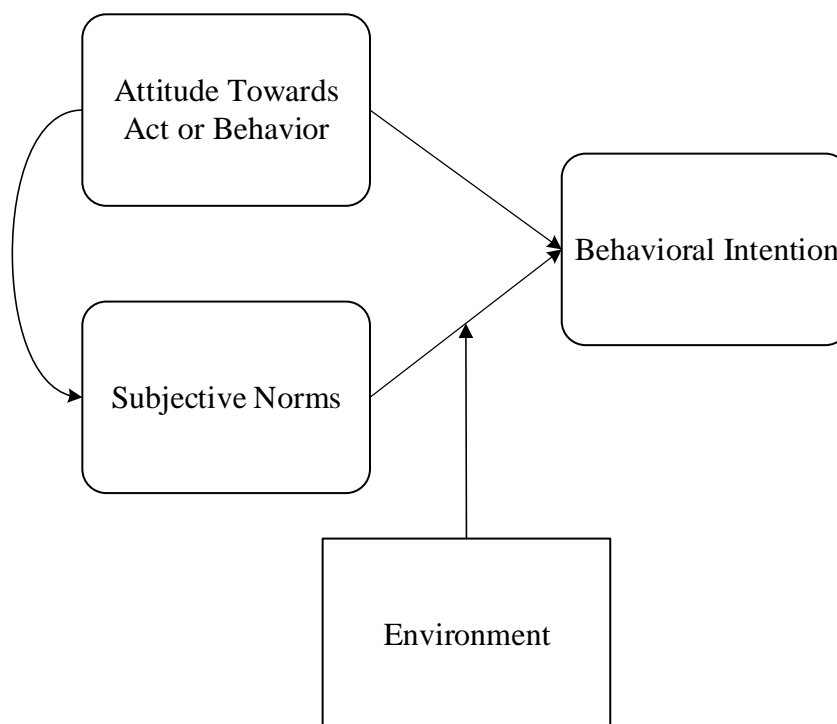 Attitude Towards
Act or Behavior
Behavioral Intention
Subjective Norms
Environment